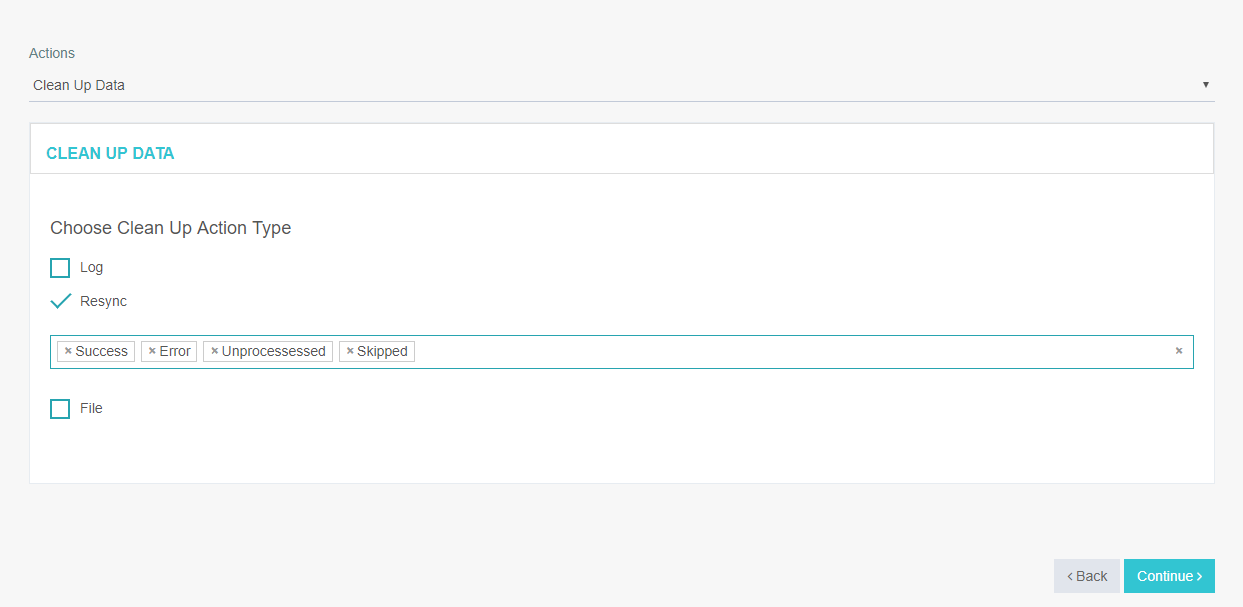 Actions
Clean Up Data
CLEAN UP DATA
Choose Clean Up Action Type
Log
Resync
× Success × Error × Unprocessessed × Skipped ×
File
‹ Back Continue ›